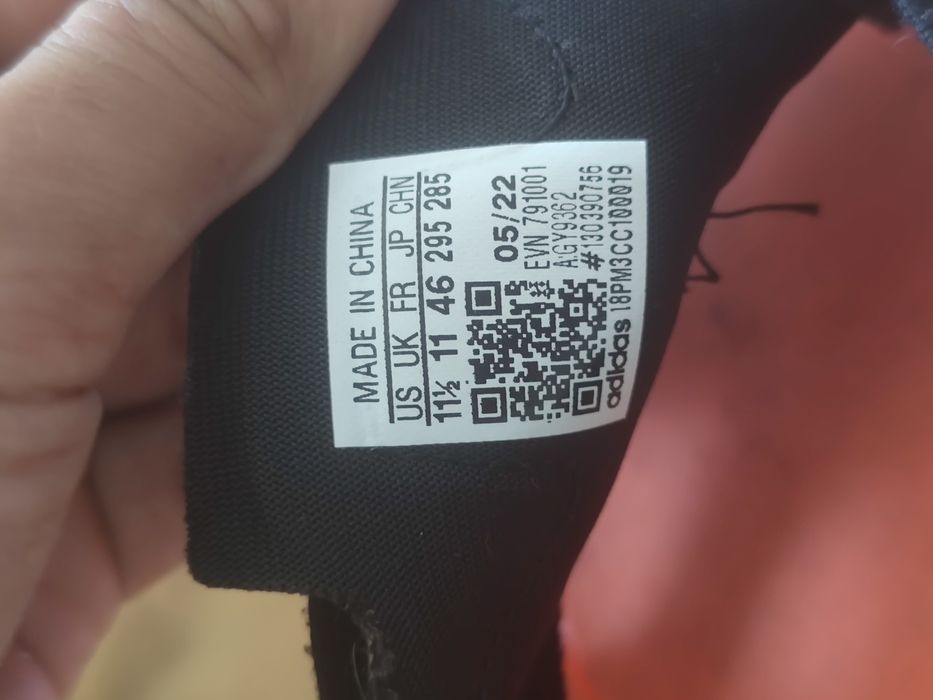 MADE IN CHINA
US UK FR JP CHN
11½ 11 46 295 285
05/22
EVN 791001
A:GY9362
#1301390756
adidas 18PM3CC100019